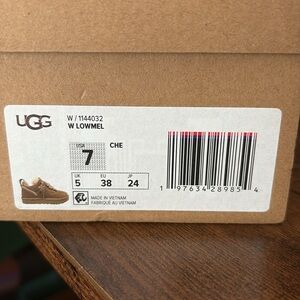 UGG
W / 1144032
W LOWMEL
USA
7
CHE
UK
5
EU
38
JP
24
MADE IN VIETNAM
FABRIQUÉ AU VIETNAM
1 97634 28985 4